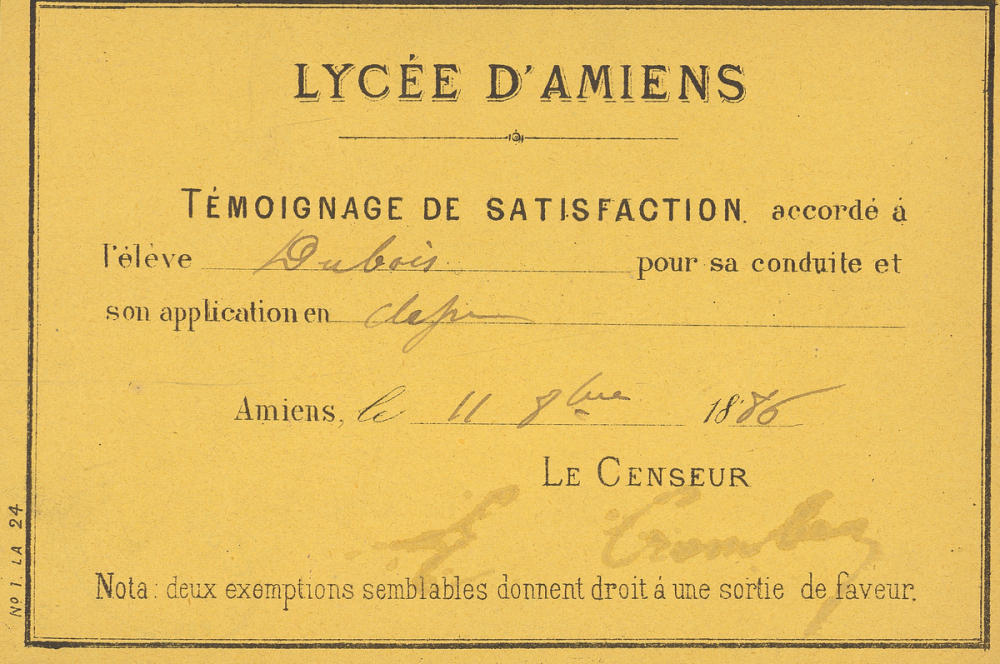 LYCÉE D'AMIENS
TÉMOIGNAGE DE SATISFACTION. accordé à
l'élève Dubois pour sa conduite et
son application en classe
Amiens, le 11 8bre 1886
LE CENSEUR
Nota: deux exemptions semblables donnent droit à une sortie de faveur.
Nº 1. LA 24